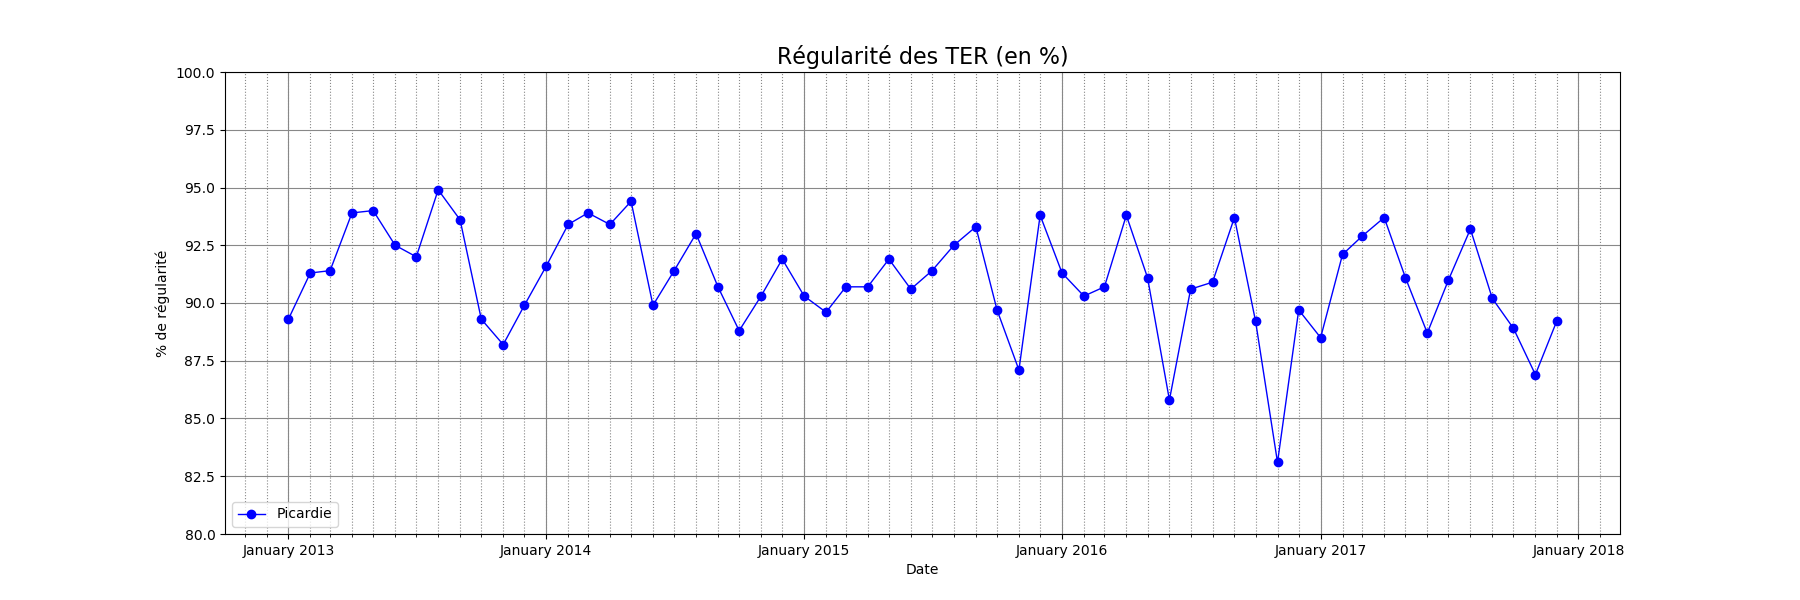 Régularité des TER (en %)
100.0
97.5
95.0
92.5
90.0
87.5
85.0
82.5
80.0
% de régularité
Picardie
January 2013
January 2014
January 2015
January 2016
January 2017
January 2018
Date